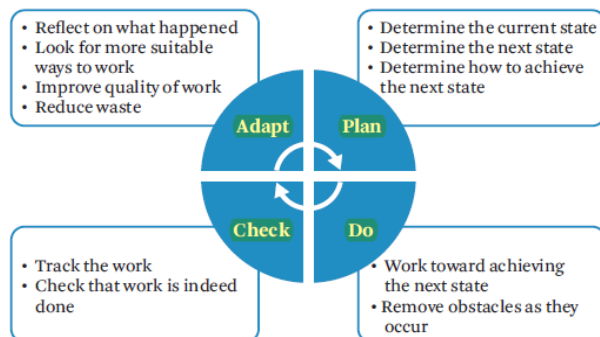 • Reflect on what happened
• Look for more suitable
ways to work
• Improve quality of work
• Reduce waste
• Determine the current state
• Determine the next state
• Determine how to achieve
the next state
Adapt
Plan
Check
Do
• Track the work
• Check that work is indeed
done
• Work toward achieving
the next state
• Remove obstacles as they
occur